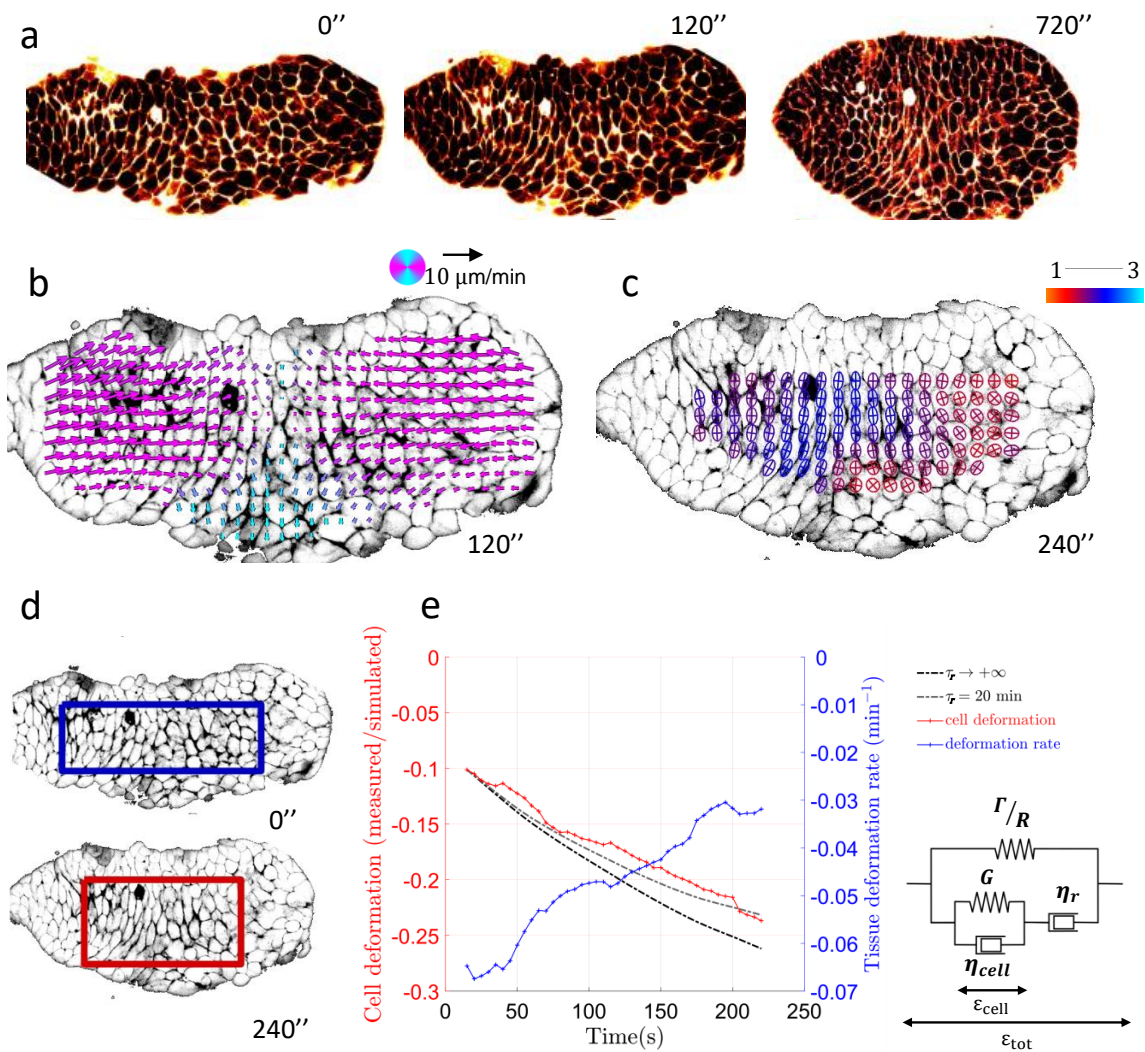 a
0''
120''
720''
b
10 μm/min
120''
c
1 3
240''
d
0''
240''
e
Cell deformation (measured/simulated)
0
-0.05
-0.1
-0.15
-0.2
-0.25
-0.3
0 50 100 150 200 250
Time(s)
0
-0.01
-0.02
-0.03
-0.04
-0.05
-0.06
-0.07
Tissue deformation rate (min⁻¹)
τr → +∞
τr = 20 min
cell deformation
deformation rate
Γ/R
G
ηr
ηcell
εcell
εtot